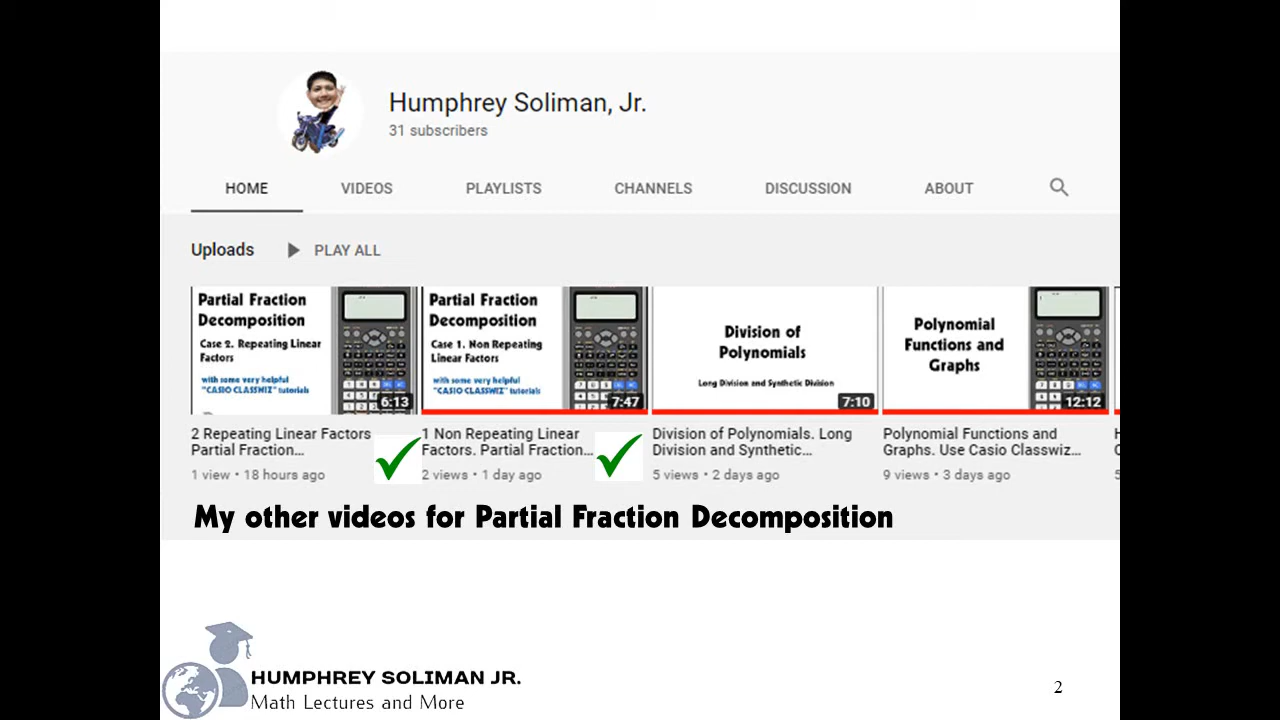 Humphrey Soliman, Jr.
31 subscribers
HOME VIDEOS PLAYLISTS CHANNELS DISCUSSION ABOUT
Uploads PLAY ALL
Partial Fraction
Decomposition
Case 2. Repeating Linear
Factors
with some very helpful
"CASIO CLASSWIZ" tutorials
6:13
Partial Fraction
Decomposition
Case 1. Non Repeating
Linear Factors
with some very helpful
"CASIO CLASSWIZ" tutorials
7:47
Division of
Polynomials
Long Division and Synthetic Division
7:10
Polynomial
Functions and
Graphs
12:12
2 Repeating Linear Factors
Partial Fraction...
1 view • 18 hours ago
1 Non Repeating Linear
Factors. Partial Fraction...
2 views • 1 day ago
Division of Polynomials. Long
Division and Synthetic...
5 views • 2 days ago
Polynomial Functions and
Graphs. Use Casio Classwiz...
9 views • 3 days ago
My other videos for Partial Fraction Decomposition
HUMPHREY SOLIMAN JR.
Math Lectures and More
2